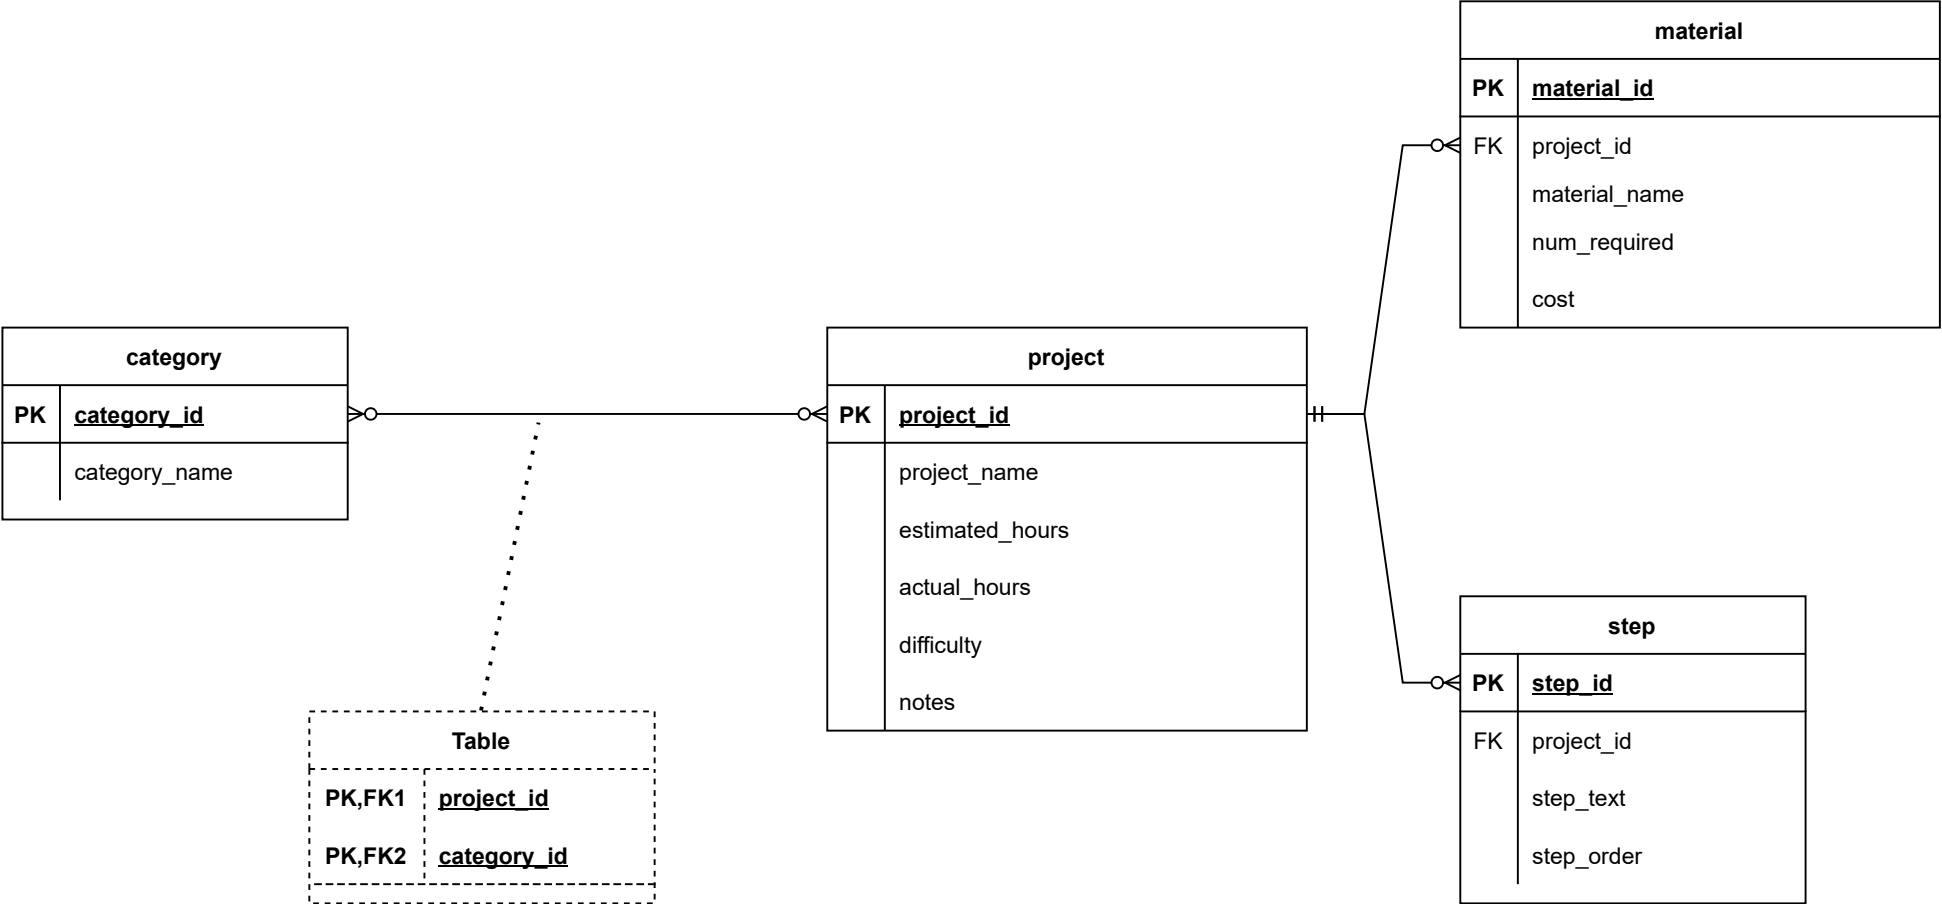 material
PK material_id
FK project_id
material_name
num_required
cost
category
PK category_id
category_name
project
PK project_id
project_name
estimated_hours
actual_hours
difficulty
notes
step
PK step_id
FK project_id
step_text
step_order
Table
PK,FK1 project_id
PK,FK2 category_id